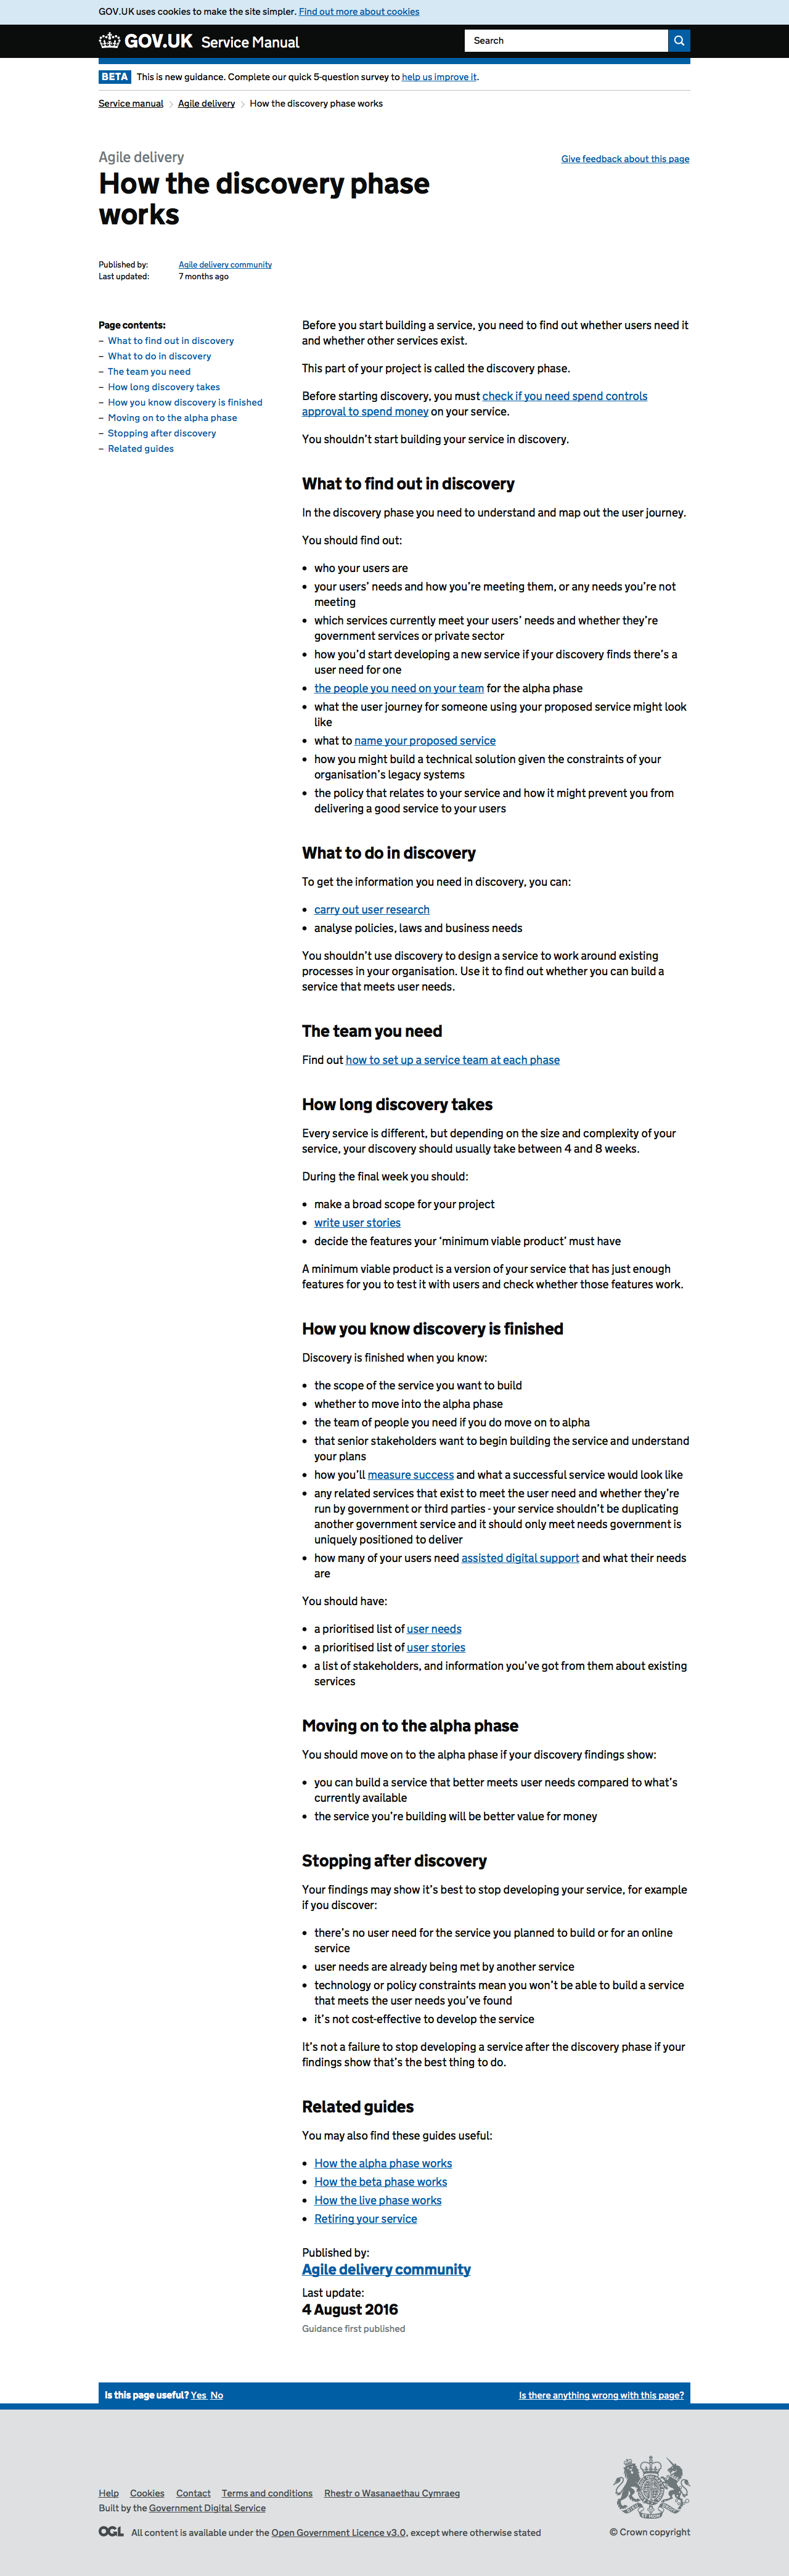 GOV.UK uses cookies to make the site simpler. Find out more about cookies
GOV.UK Service Manual
Search
BETA This is new guidance. Complete our quick 5-question survey to help us improve it.
Service manual > Agile delivery > How the discovery phase works
Agile delivery
Give feedback about this page
How the discovery phase
works
Published by: Agile delivery community
Last updated: 7 months ago
Page contents:
– What to find out in discovery
– What to do in discovery
– The team you need
– How long discovery takes
– How you know discovery is finished
– Moving on to the alpha phase
– Stopping after discovery
– Related guides
Before you start building a service, you need to find out whether users need it
and whether other services exist.
This part of your project is called the discovery phase.
Before starting discovery, you must check if you need spend controls
approval to spend money on your service.
You shouldn’t start building your service in discovery.
What to find out in discovery
In the discovery phase you need to understand and map out the user journey.
You should find out:
• who your users are
• your users’ needs and how you’re meeting them, or any needs you’re not
meeting
• which services currently meet your users’ needs and whether they’re
government services or private sector
• how you’d start developing a new service if your discovery finds there’s a
user need for one
• the people you need on your team for the alpha phase
• what the user journey for someone using your proposed service might look
like
• what to name your proposed service
• how you might build a technical solution given the constraints of your
organisation’s legacy systems
• the policy that relates to your service and how it might prevent you from
delivering a good service to your users
What to do in discovery
To get the information you need in discovery, you can:
• carry out user research
• analyse policies, laws and business needs
You shouldn’t use discovery to design a service to work around existing
processes in your organisation. Use it to find out whether you can build a
service that meets user needs.
The team you need
Find out how to set up a service team at each phase
How long discovery takes
Every service is different, but depending on the size and complexity of your
service, your discovery should usually take between 4 and 8 weeks.
During the final week you should:
• make a broad scope for your project
• write user stories
• decide the features your ‘minimum viable product’ must have
A minimum viable product is a version of your service that has just enough
features for you to test it with users and check whether those features work.
How you know discovery is finished
Discovery is finished when you know:
• the scope of the service you want to build
• whether to move into the alpha phase
• the team of people you need if you do move on to alpha
• that senior stakeholders want to begin building the service and understand
your plans
• how you’ll measure success and what a successful service would look like
• any related services that exist to meet the user need and whether they’re
run by government or third parties - your service shouldn’t be duplicating
another government service and it should only meet needs government is
uniquely positioned to deliver
• how many of your users need assisted digital support and what their needs
are
You should have:
• a prioritised list of user needs
• a prioritised list of user stories
• a list of stakeholders, and information you’ve got from them about existing
services
Moving on to the alpha phase
You should move on to the alpha phase if your discovery findings show:
• you can build a service that better meets user needs compared to what’s
currently available
• the service you’re building will be better value for money
Stopping after discovery
Your findings may show it’s best to stop developing your service, for example
if you discover:
• there’s no user need for the service you planned to build or for an online
service
• user needs are already being met by another service
• technology or policy constraints mean you won’t be able to build a service
that meets the user needs you’ve found
• it’s not cost-effective to develop the service
It’s not a failure to stop developing a service after the discovery phase if your
findings show that’s the best thing to do.
Related guides
You may also find these guides useful:
• How the alpha phase works
• How the beta phase works
• How the live phase works
• Retiring your service
Published by:
Agile delivery community
Last update:
4 August 2016
Guidance first published
Is this page useful? Yes No
Is there anything wrong with this page?
Help Cookies Contact Terms and conditions Rhestr o Wasanaethau Cymraeg
Built by the Government Digital Service
OGL All content is available under the Open Government Licence v3.0, except where otherwise stated
© Crown copyright